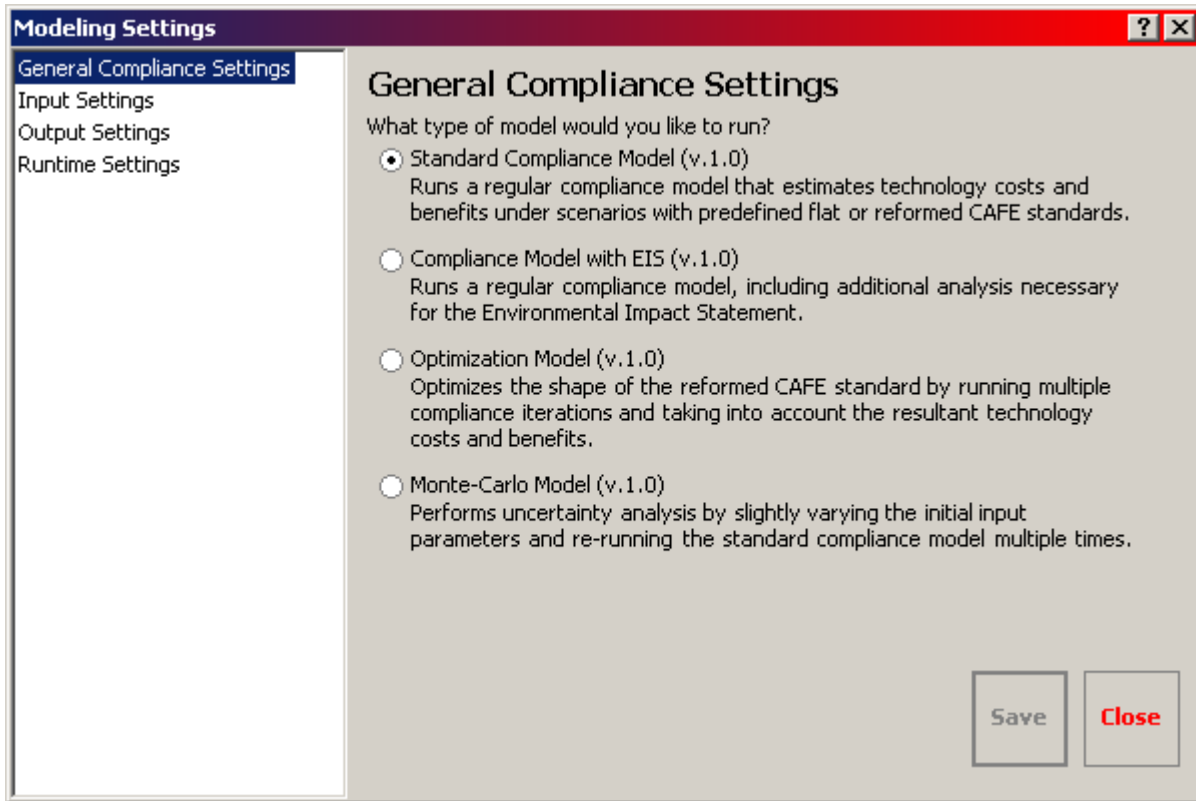 Modeling Settings
General Compliance Settings
Input Settings
Output Settings
Runtime Settings
General Compliance Settings
What type of model would you like to run?
Standard Compliance Model (v.1.0)
Runs a regular compliance model that estimates technology costs and
benefits under scenarios with predefined flat or reformed CAFE standards.
Compliance Model with EIS (v.1.0)
Runs a regular compliance model, including additional analysis necessary
for the Environmental Impact Statement.
Optimization Model (v.1.0)
Optimizes the shape of the reformed CAFE standard by running multiple
compliance iterations and taking into account the resultant technology
costs and benefits.
Monte-Carlo Model (v.1.0)
Performs uncertainty analysis by slightly varying the initial input
parameters and re-running the standard compliance model multiple times.
Save
Close